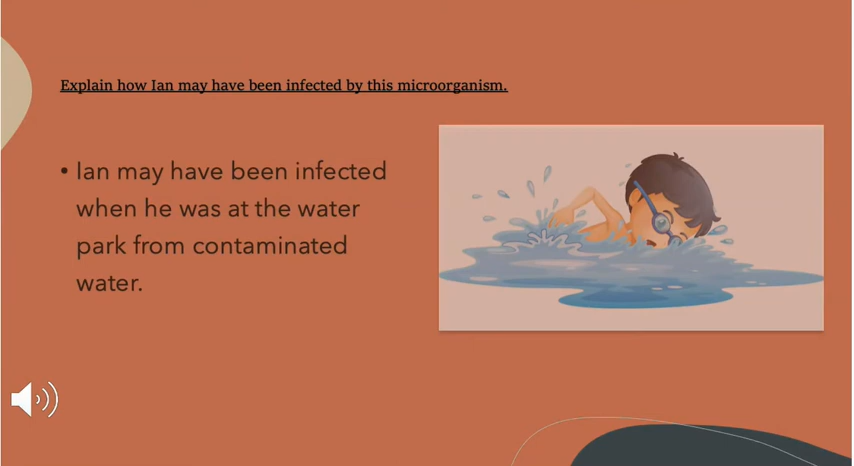 Explain how Ian may have been infected by this microorganism.
• Ian may have been infected
when he was at the water
park from contaminated
water.